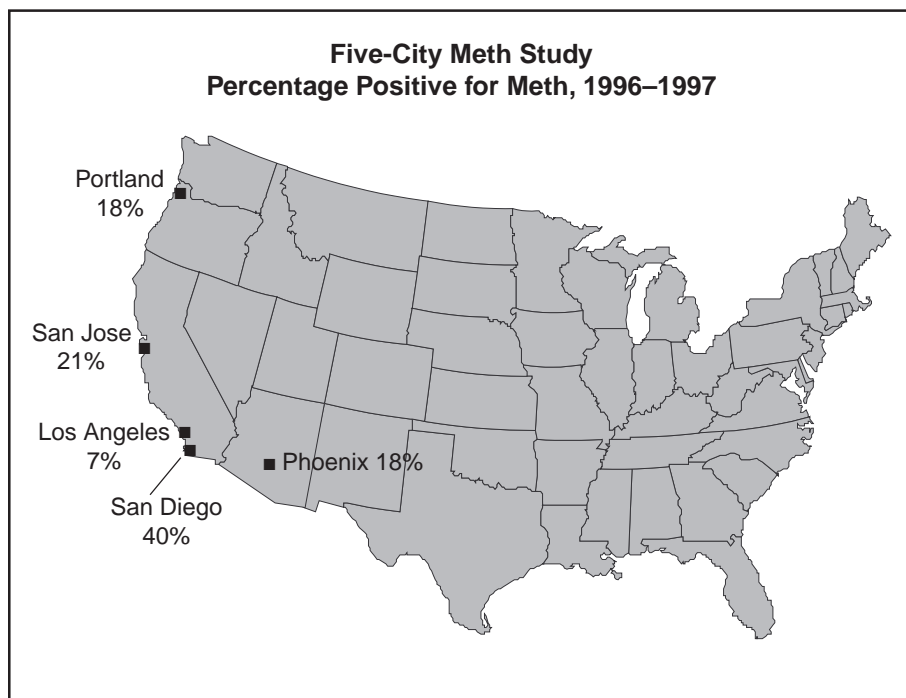 Five-City Meth Study
Percentage Positive for Meth, 1996–1997
Portland
18%
San Jose
21%
Los Angeles
7%
Phoenix 18%
San Diego
40%